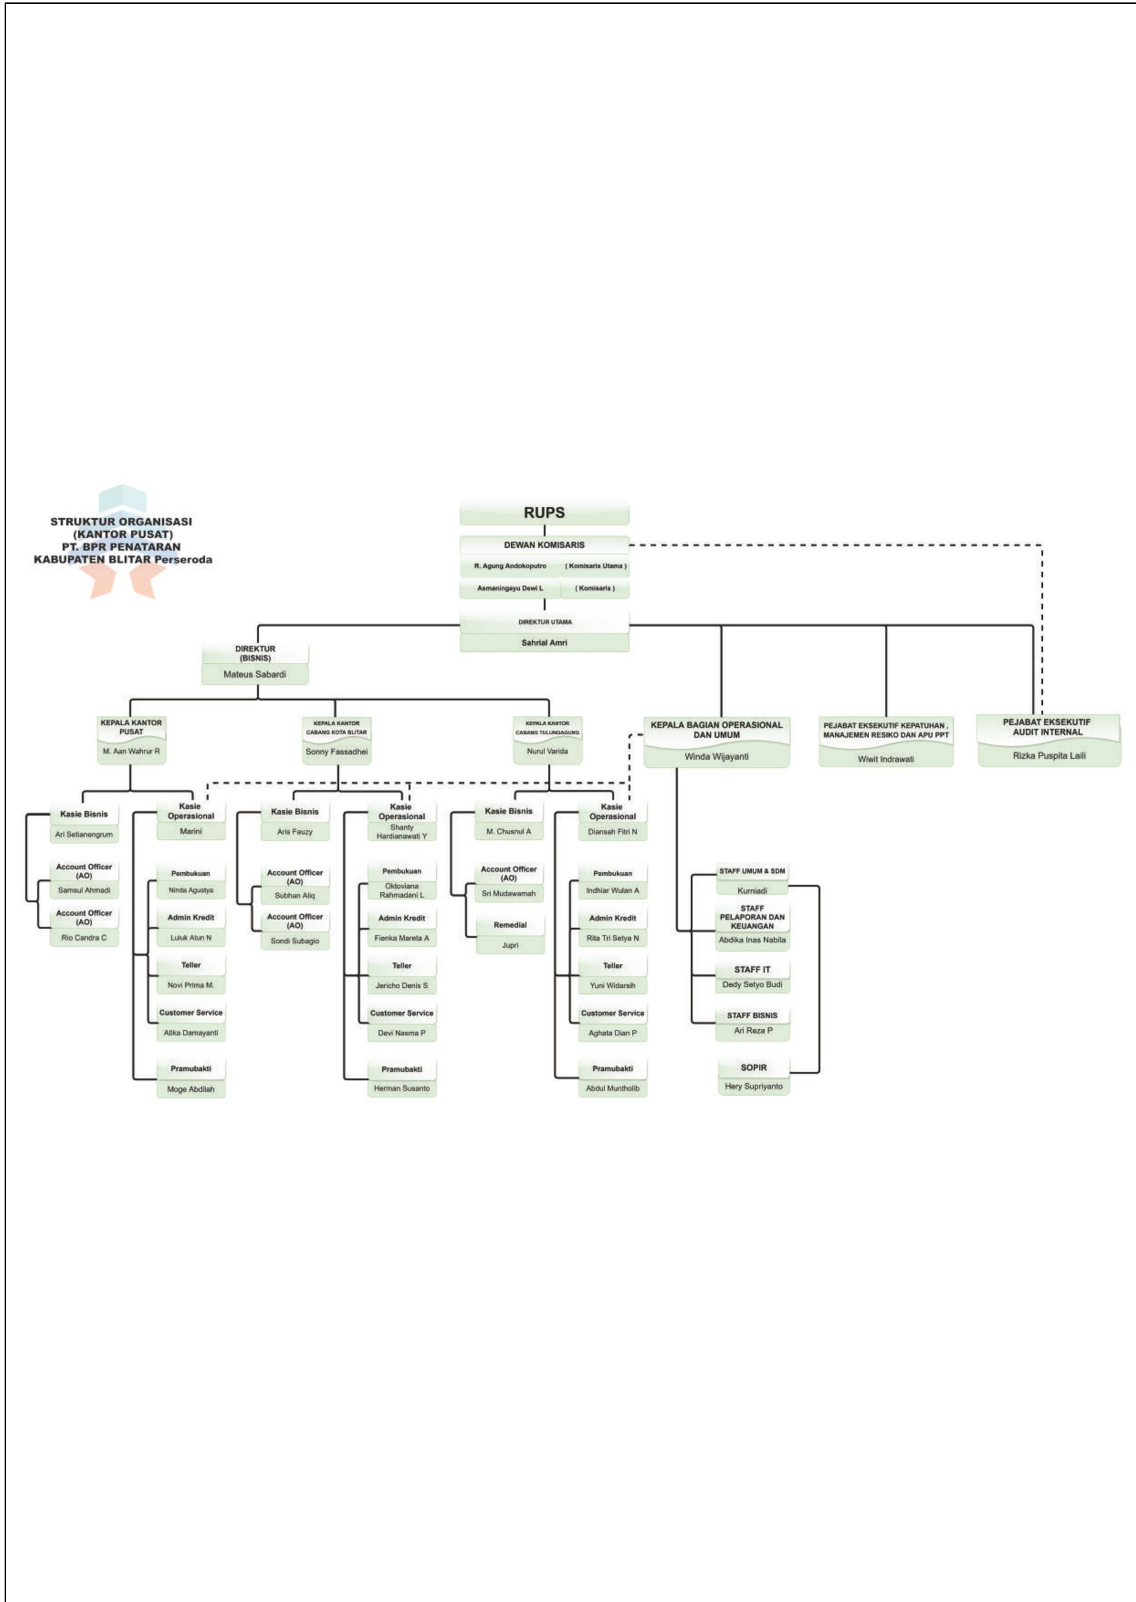 STRUKTUR ORGANISASI
(KANTOR PUSAT)
PT. BPR PENATARAN
KABUPATEN BLITAR Perseroda
RUPS
DEWAN KOMISARIS
R. Agung Andokoputro ( Komisaris Utama )
Asmaningayu Dewi L ( Komisaris )
DIREKTUR UTAMA
Sahrial Amri
DIREKTUR
(BISNIS)
Mateus Sabardi
KEPALA KANTOR
PUSAT
M. Aan Wahrur R
KEPALA KANTOR
CABANG KOTA BLITAR
Sonny Fassadhei
KEPALA KANTOR
CABANG TULUNGAGUNG
Nurul Varida
KEPALA BAGIAN OPERASIONAL
DAN UMUM
Winda Wijayanti
PEJABAT EKSEKUTIF KEPATUHAN ,
MANAJEMEN RESIKO DAN APU PPT
Wiwit Indrawati
PEJABAT EKSEKUTIF
AUDIT INTERNAL
Rizka Puspita Laili
Kasie Bisnis
Ari Setianengrum
Account Officer
(AO)
Samsul Ahmadi
Account Officer
(AO)
Rio Candra C
Kasie
Operasional
Marini
Pembukuan
Ninda Agustya
Admin Kredit
Luluk Atun N
Teller
Novi Prima M.
Customer Service
Atika Damayanti
Pramubakti
Moge Abdilah
Kasie Bisnis
Aris Fauzy
Account Officer
(AO)
Subhan Aliq
Account Officer
(AO)
Sondi Subagio
Kasie
Operasional
Shanty
Hardianawati Y
Pembukuan
Oktoviana
Rahmadani L
Admin Kredit
Fienka Mareta A
Teller
Jericho Denis S
Customer Service
Devi Nasma P
Pramubakti
Herman Susanto
Kasie Bisnis
M. Chusnul A
Account Officer
(AO)
Sri Mudawamah
Remedial
Jupri
Kasie
Operasional
Diansah Fitri N
Pembukuan
Indhiar Wulan A
Admin Kredit
Rita Tri Setya N
Teller
Yuni Widarsih
Customer Service
Aghata Dian P
Pramubakti
Abdul Muntholib
STAFF UMUM & SDM
Kurniadi
STAFF
PELAPORAN DAN
KEUANGAN
Abdika Inas Nabila
STAFF IT
Dedy Setyo Budi
STAFF BISNIS
Ari Reza P
SOPIR
Hery Supriyanto